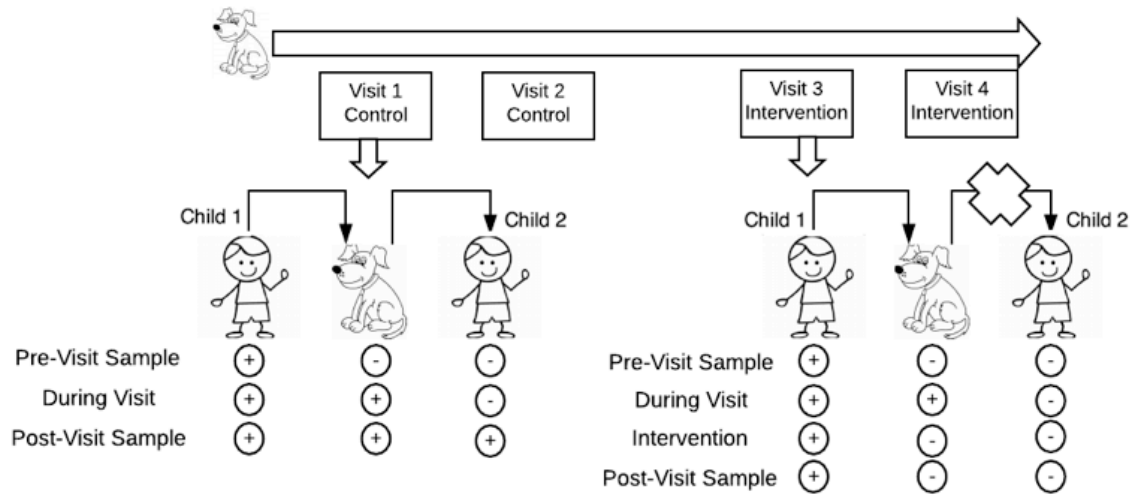 Visit 1
Control
Visit 2
Control
Visit 3
Intervention
Visit 4
Intervention
Child 1
Child 2
Pre-Visit Sample + - -
During Visit + + -
Post-Visit Sample + + +
Child 1
Child 2
Pre-Visit Sample + - -
During Visit + + -
Intervention + - -
Post-Visit Sample + - -